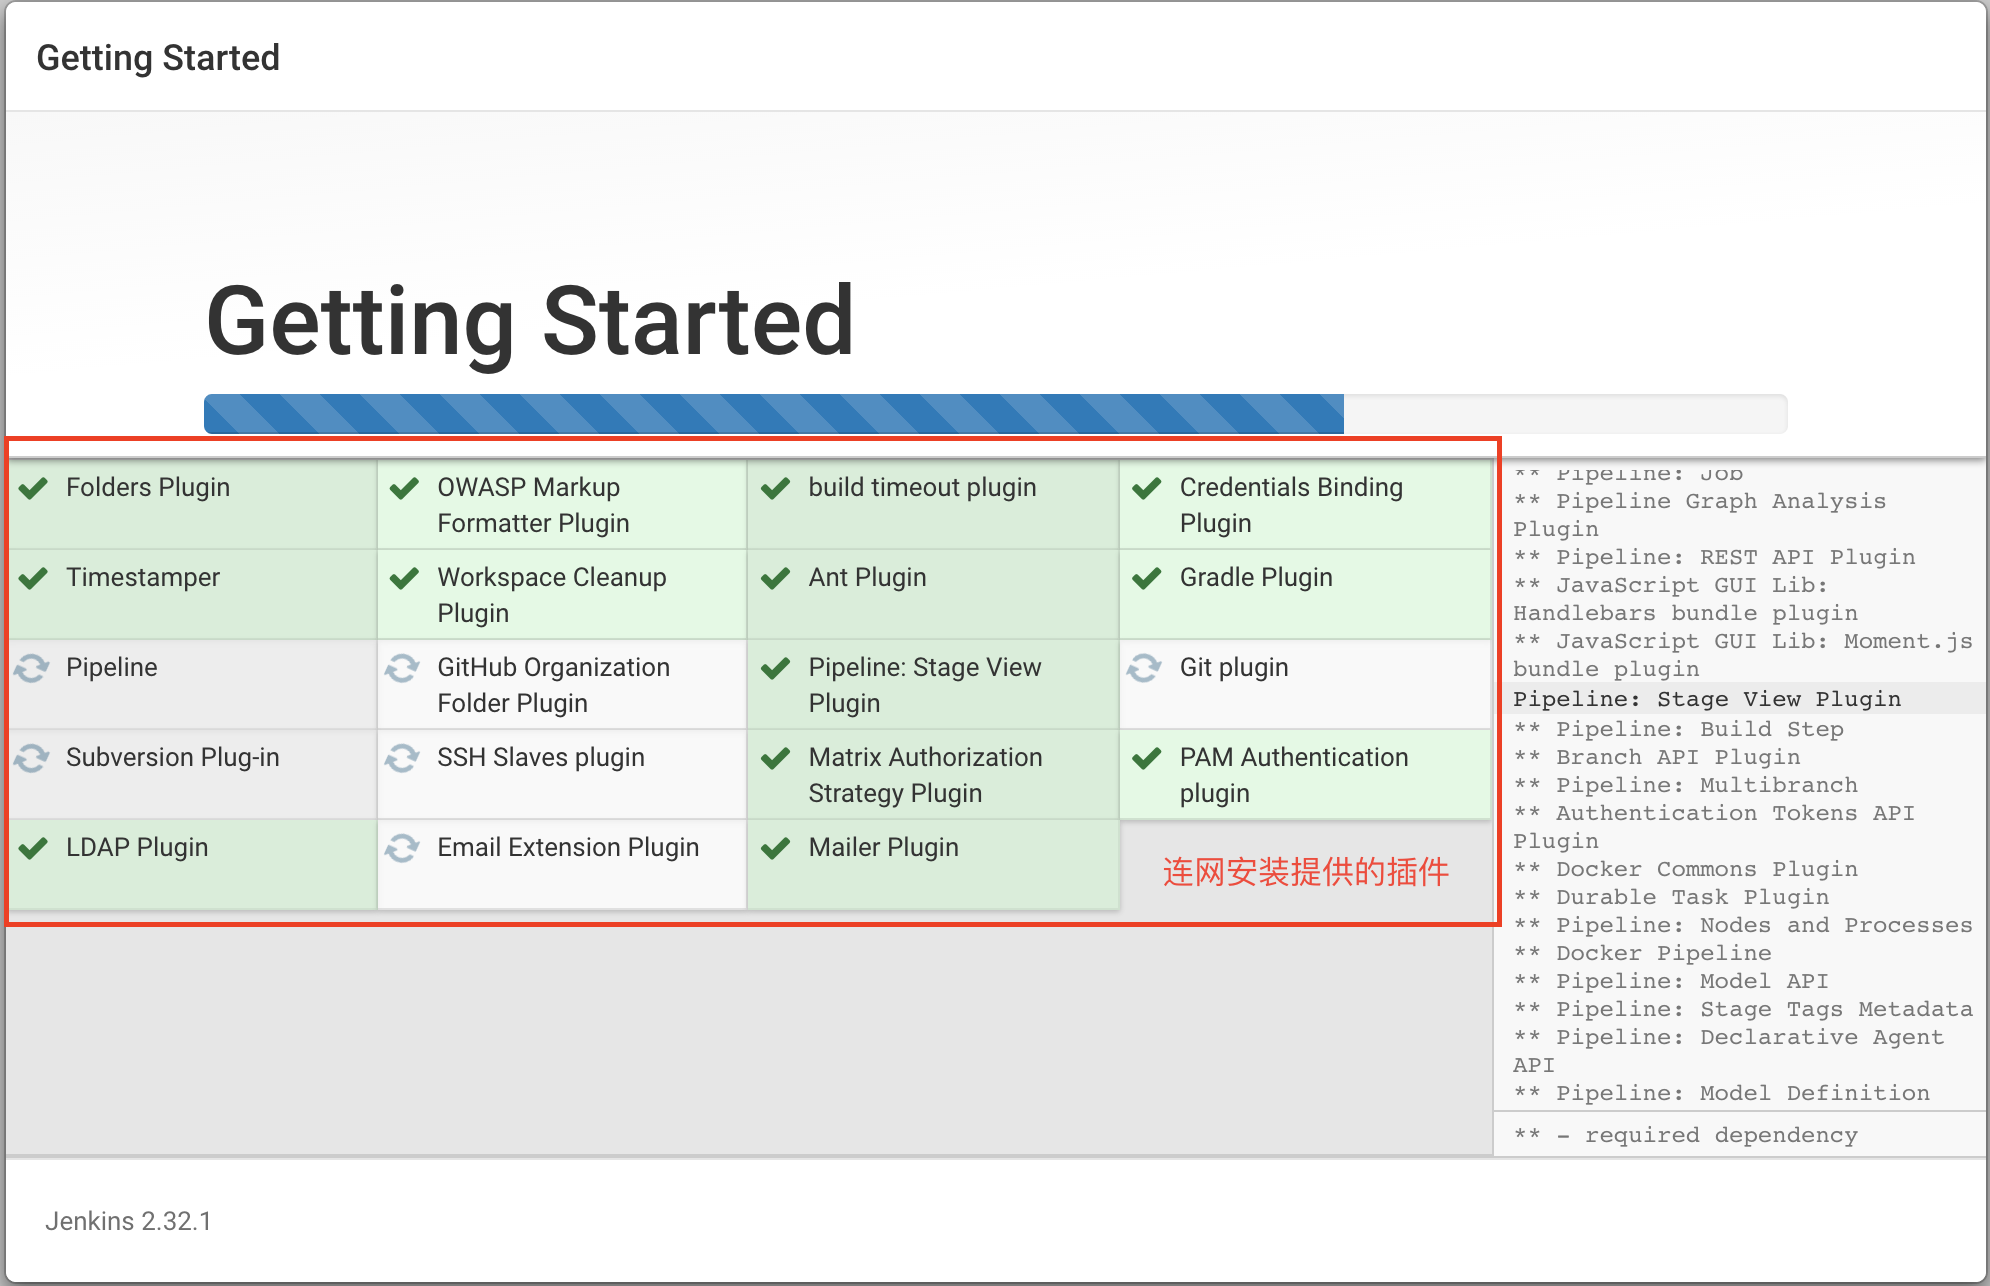 Getting Started
Getting Started
Folders Plugin
OWASP Markup
Formatter Plugin
build timeout plugin
Credentials Binding
Plugin
Timestamper
Workspace Cleanup
Plugin
Ant Plugin
Gradle Plugin
Pipeline
GitHub Organization
Folder Plugin
Pipeline: Stage View
Plugin
Git plugin
Subversion Plug-in
SSH Slaves plugin
Matrix Authorization
Strategy Plugin
PAM Authentication
plugin
LDAP Plugin
Email Extension Plugin
Mailer Plugin
连网安装提供的插件
** Pipeline: Job
** Pipeline Graph Analysis
Plugin
** Pipeline: REST API Plugin
** JavaScript GUI Lib:
Handlebars bundle plugin
** JavaScript GUI Lib: Moment.js
bundle plugin
Pipeline: Stage View Plugin
** Pipeline: Build Step
** Branch API Plugin
** Pipeline: Multibranch
** Authentication Tokens API
Plugin
** Docker Commons Plugin
** Durable Task Plugin
** Pipeline: Nodes and Processes
** Docker Pipeline
** Pipeline: Model API
** Pipeline: Stage Tags Metadata
** Pipeline: Declarative Agent
API
** Pipeline: Model Definition
** – required dependency
Jenkins 2.32.1